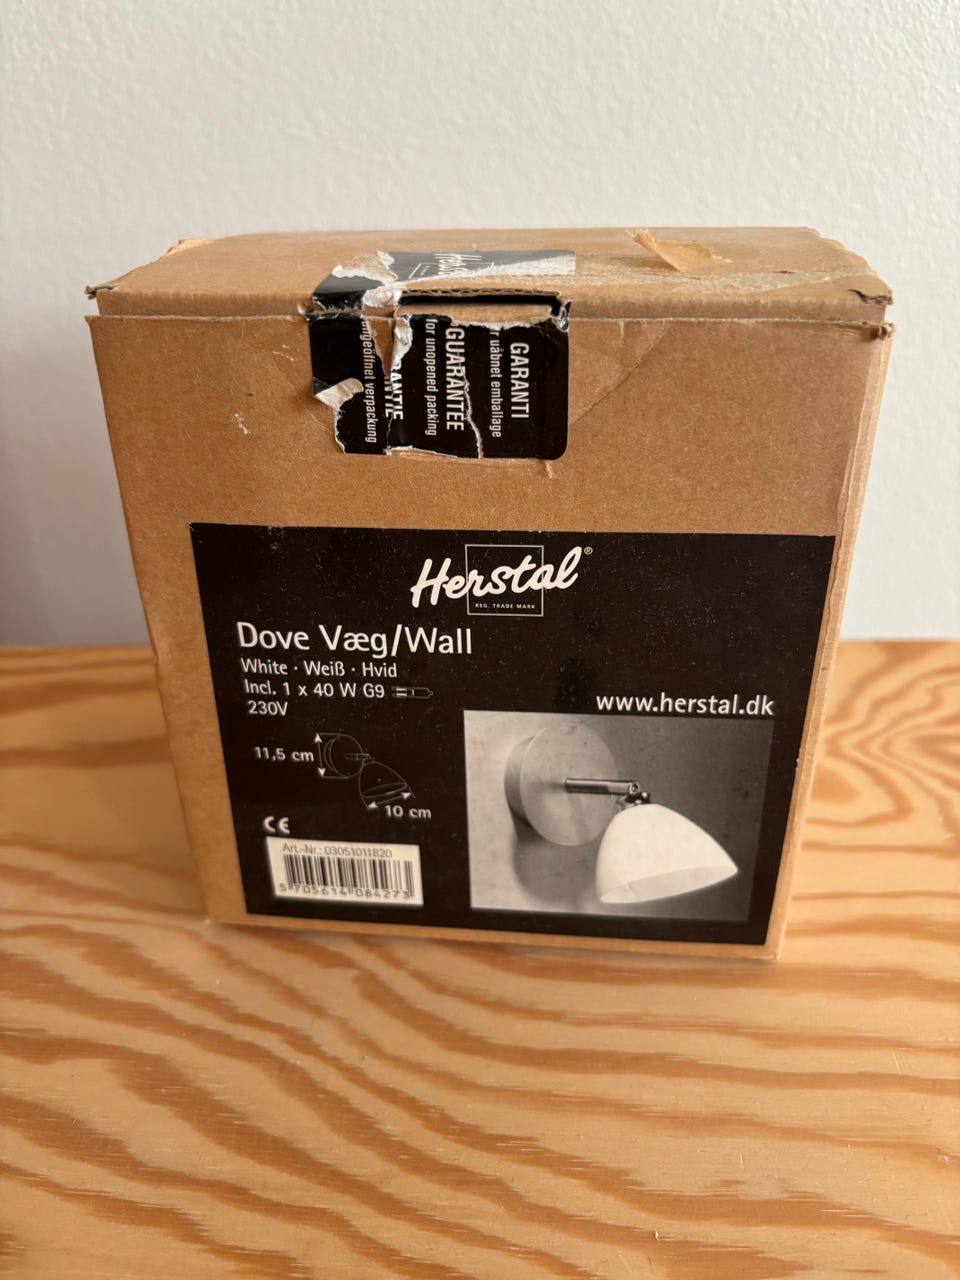 Herstal
GARANTI
r uåbnet emballage
GUARANTEE
for unopened packing
ANTIE
ungeöffnet verpackung
Herstal®
REG. TRADE MARK
Dove Væg/Wall
White · Weiß · Hvid
Incl. 1 x 40 W G9
230V
www.herstal.dk
11,5 cm
10 cm
CE
Art.-Nr.: 03051011820
5 705614 084273